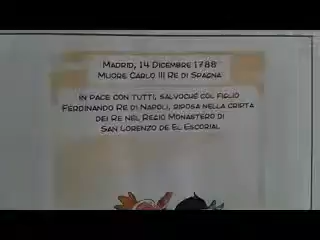 MADRID, 14 DICEMBRE 1788
MUORE CARLO III RE DI SPAGNA
IN PACE CON TUTTI, SALVOCHÉ COL FIGLIO
FERDINANDO RE DI NAPOLI, RIPOSA NELLA CRIPTA
DEI RE NEL REGIO MONASTERO DI
SAN LORENZO DE EL ESCORIAL